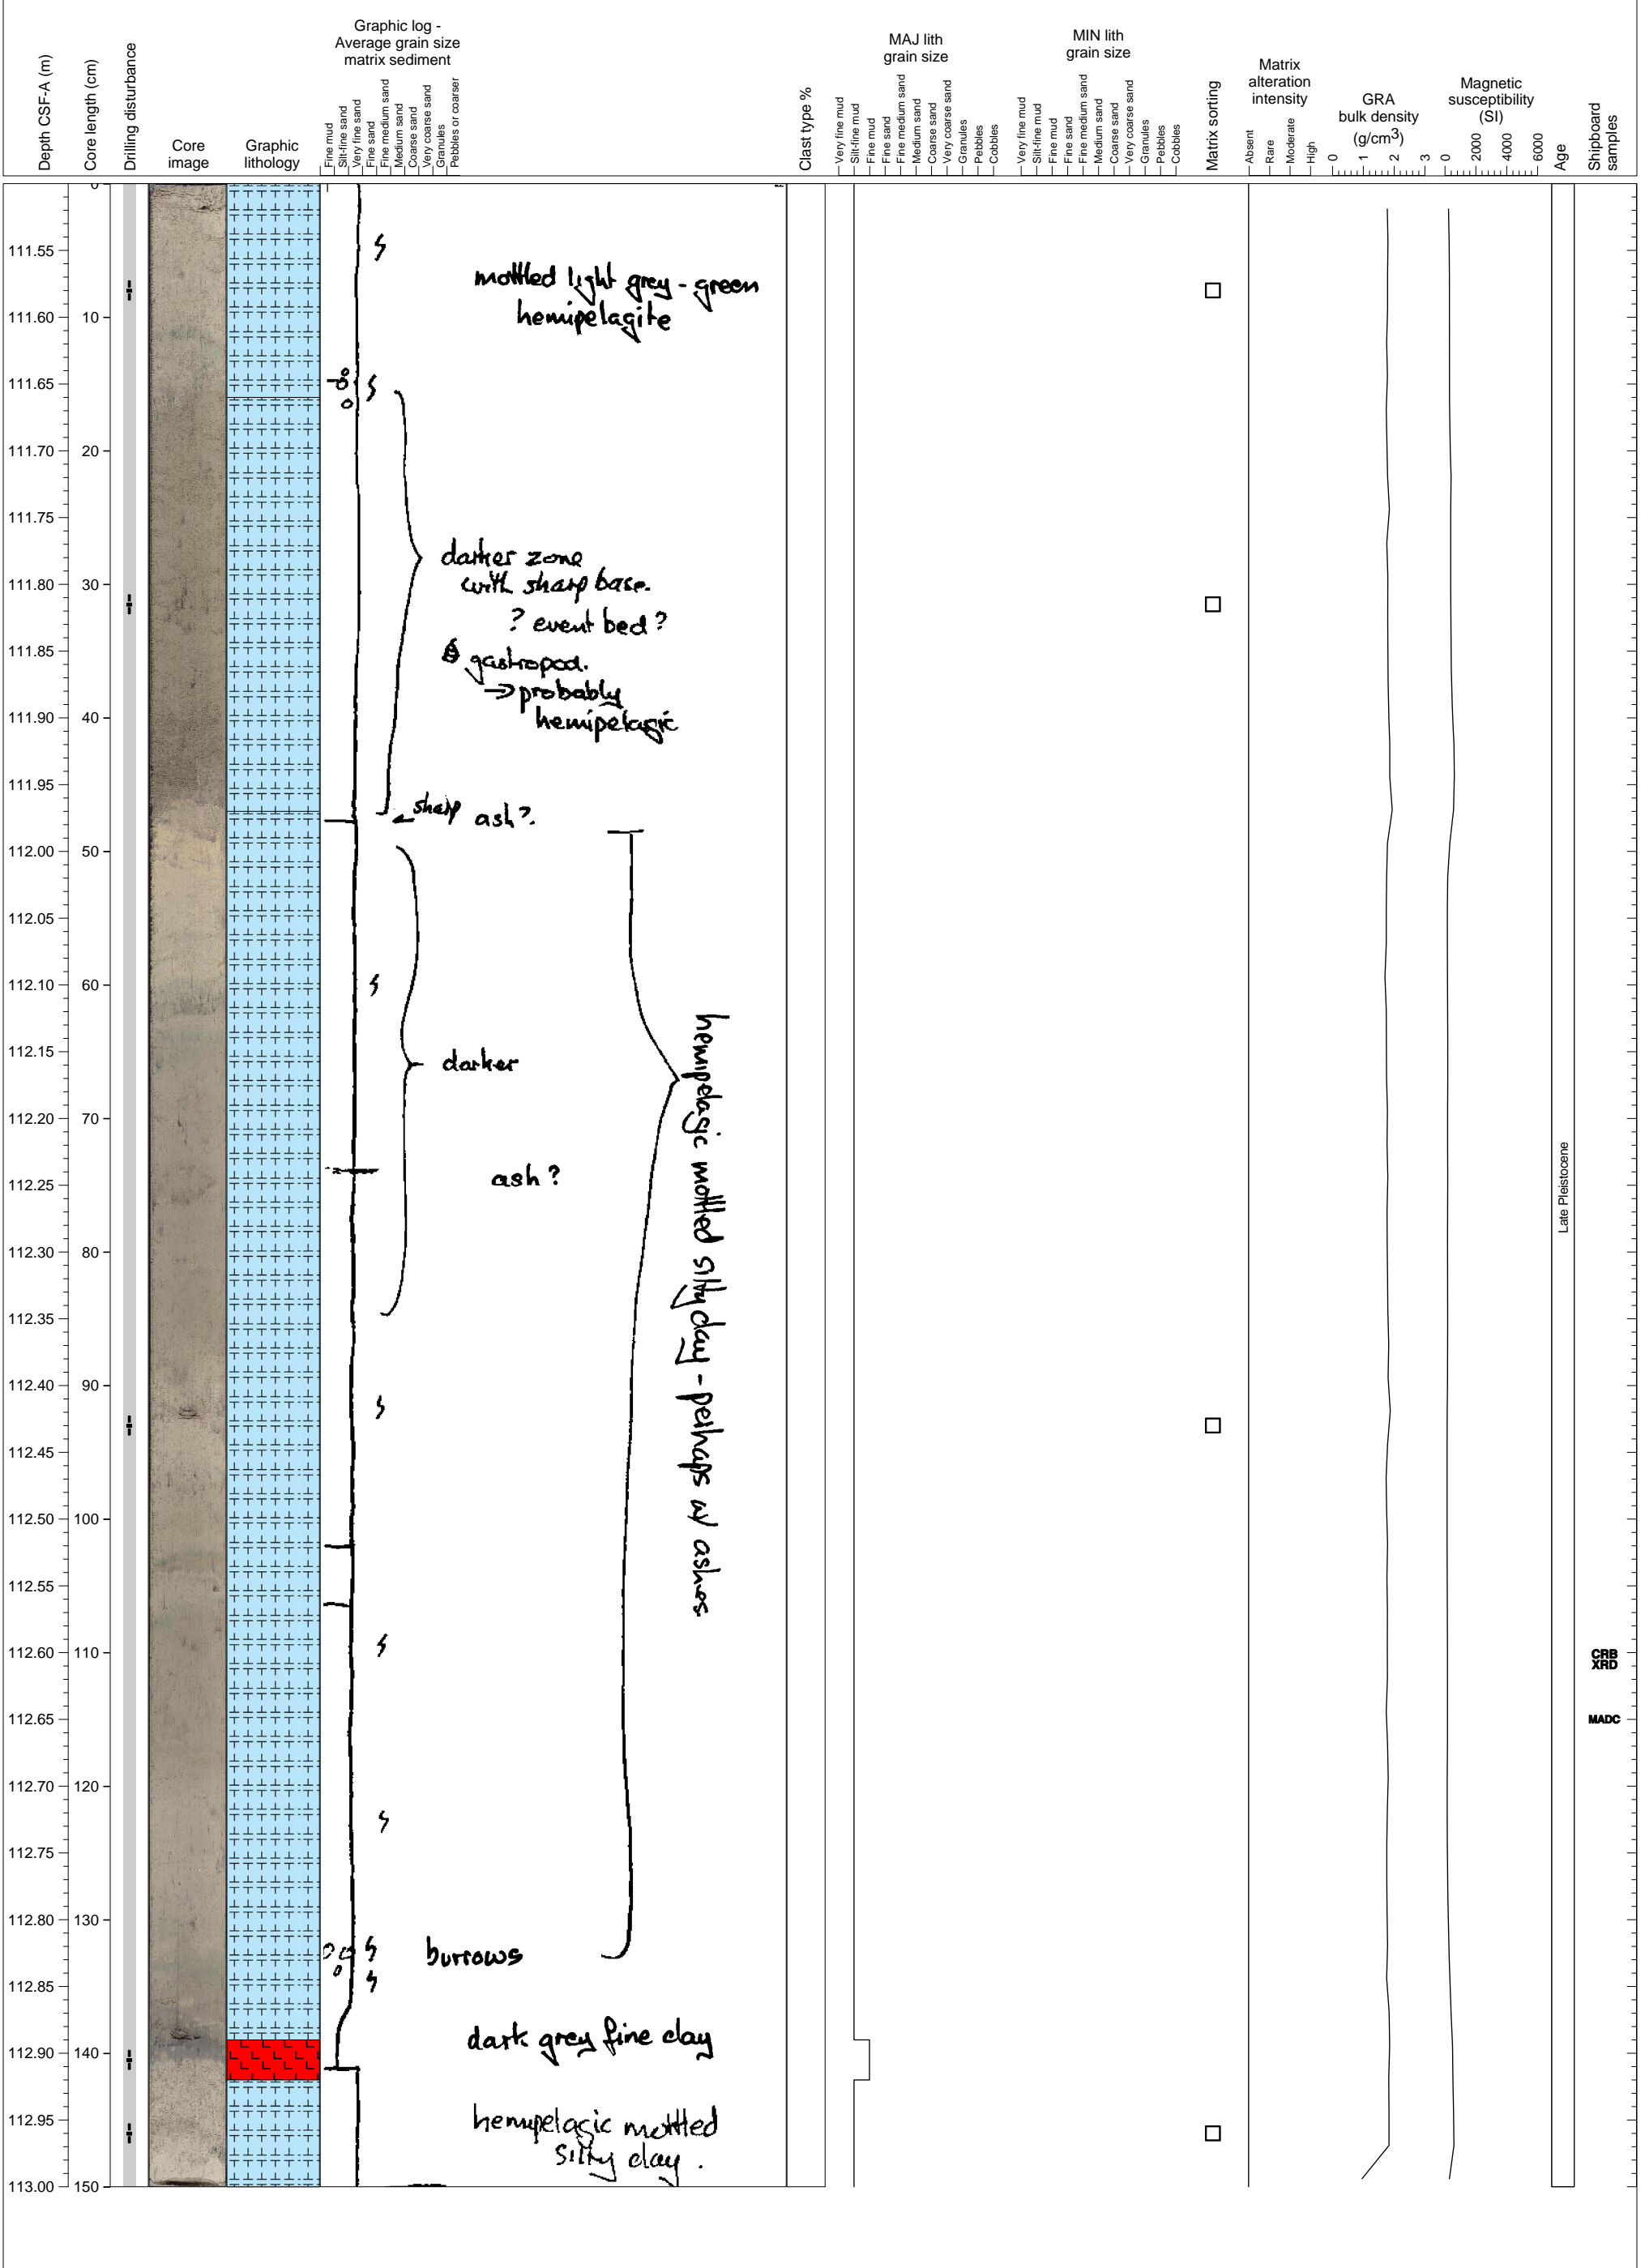 Depth CSF-A (m)
Core length (cm)
Drilling disturbance
Core
image
Graphic
lithology
Graphic log -
Average grain size
matrix sediment
Fine mud
Silt-fine sand
Very fine sand
Fine sand
Fine medium sand
Medium sand
Coarse sand
Very coarse sand
Granules
Pebbles or coarser
Clast type %
MAJ lith
grain size
Very fine mud
Silt-fine mud
Fine mud
Fine sand
Fine medium sand
Medium sand
Coarse sand
Very coarse sand
Granules
Pebbles
Cobbles
MIN lith
grain size
Very fine mud
Silt-fine mud
Fine mud
Fine sand
Fine medium sand
Medium sand
Coarse sand
Very coarse sand
Granules
Pebbles
Cobbles
Matrix sorting
Matrix
alteration
intensity
Absent
Rare
Moderate
High
GRA
bulk density
(g/cm3)
0 1 2 3
Magnetic
susceptibility
(SI)
0 2000 4000 6000
Age
Shipboard
samples
0
111.55
mottled light grey-green
hemipelagite
111.60 10
111.65
111.70 20
111.75
darker zone
with sharp base.
111.80 30
? event bed ?
111.85
gastropod.
→ probably
hemipelagic
111.90 40
111.95
sharp ash?.
112.00 50
112.05
112.10 60
112.15
darker
112.20 70
112.25
ash?
112.30 80
112.35
112.40 90
112.45
112.50 100
112.55
hemipelagic mottled silty clay - perhaps w/ ashes
Late Pleistocene
112.60 110
CRB
XRD
112.65
MADC
112.70 120
112.75
112.80 130
burrows
112.85
dark grey fine clay
112.90 140
112.95
hemipelagic mottled
silty clay.
113.00 150